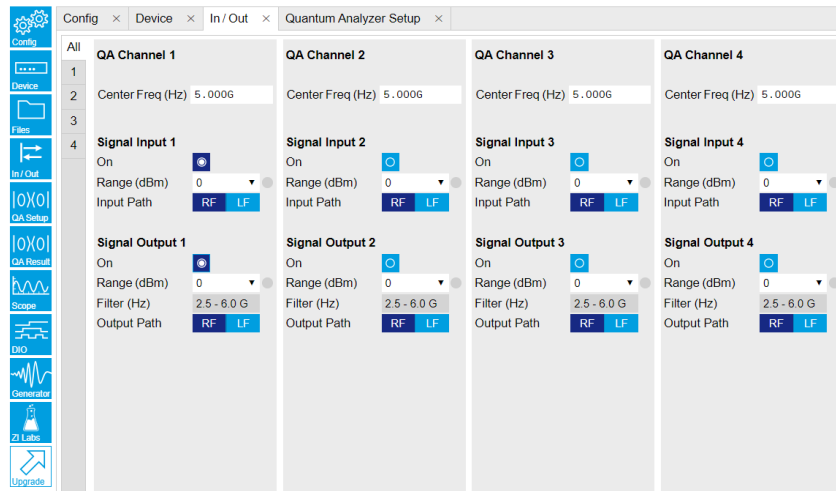 Config × Device × In / Out × Quantum Analyzer Setup ×
Config
Device
Files
In / Out
QA Setup
QA Result
Scope
DIO
Generator
ZI Labs
Upgrade
All
1
2
3
4
QA Channel 1
Center Freq (Hz) 5.000G
Signal Input 1
On
Range (dBm) 0
Input Path RF LF
Signal Output 1
On
Range (dBm) 0
Filter (Hz) 2.5 - 6.0 G
Output Path RF LF
QA Channel 2
Center Freq (Hz) 5.000G
Signal Input 2
On
Range (dBm) 0
Input Path RF LF
Signal Output 2
On
Range (dBm) 0
Filter (Hz) 2.5 - 6.0 G
Output Path RF LF
QA Channel 3
Center Freq (Hz) 5.000G
Signal Input 3
On
Range (dBm) 0
Input Path RF LF
Signal Output 3
On
Range (dBm) 0
Filter (Hz) 2.5 - 6.0 G
Output Path RF LF
QA Channel 4
Center Freq (Hz) 5.000G
Signal Input 4
On
Range (dBm) 0
Input Path RF LF
Signal Output 4
On
Range (dBm) 0
Filter (Hz) 2.5 - 6.0 G
Output Path RF LF